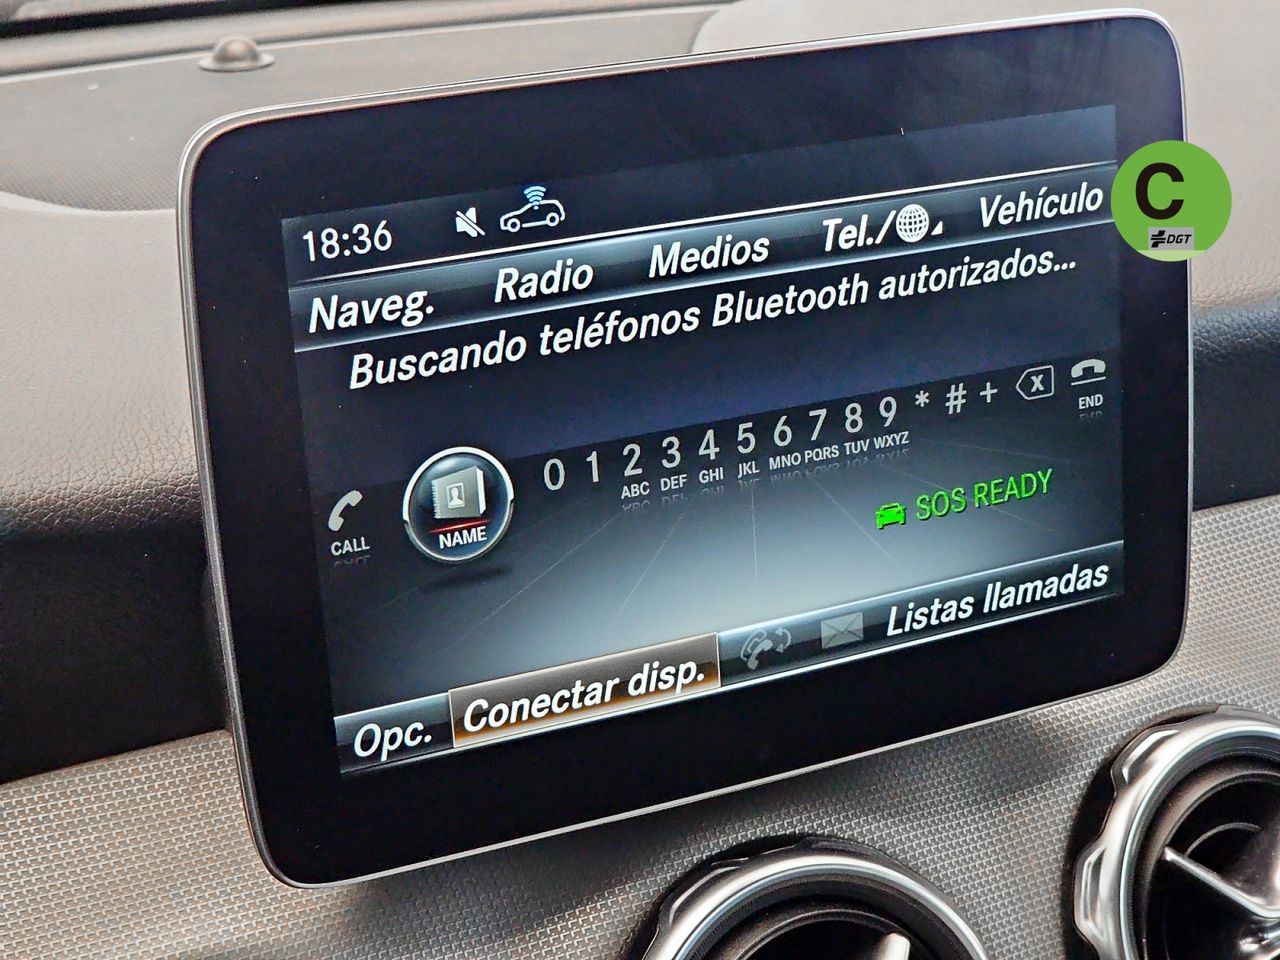 18:36
Naveg. Radio Medios Tel./ Vehículo
Buscando teléfonos Bluetooth autorizados...
CALL
NAME
0 1 2 3 4 5 6 7 8 9 * # +
ABC DEF GHI JKL MNO PQRS TUV WXYZ
X
END
SOS READY
Opc. Conectar disp. Listas llamadas
C
DGT